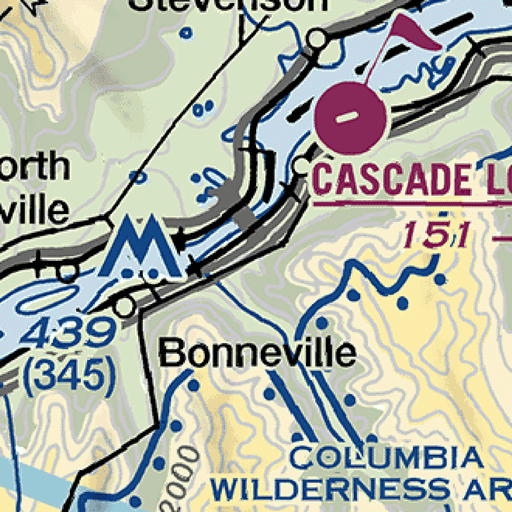 Stevenson
orth
ville
CASCADE LO
151
439
(345)
Bonneville
2000
COLUMBIA
WILDERNESS AR